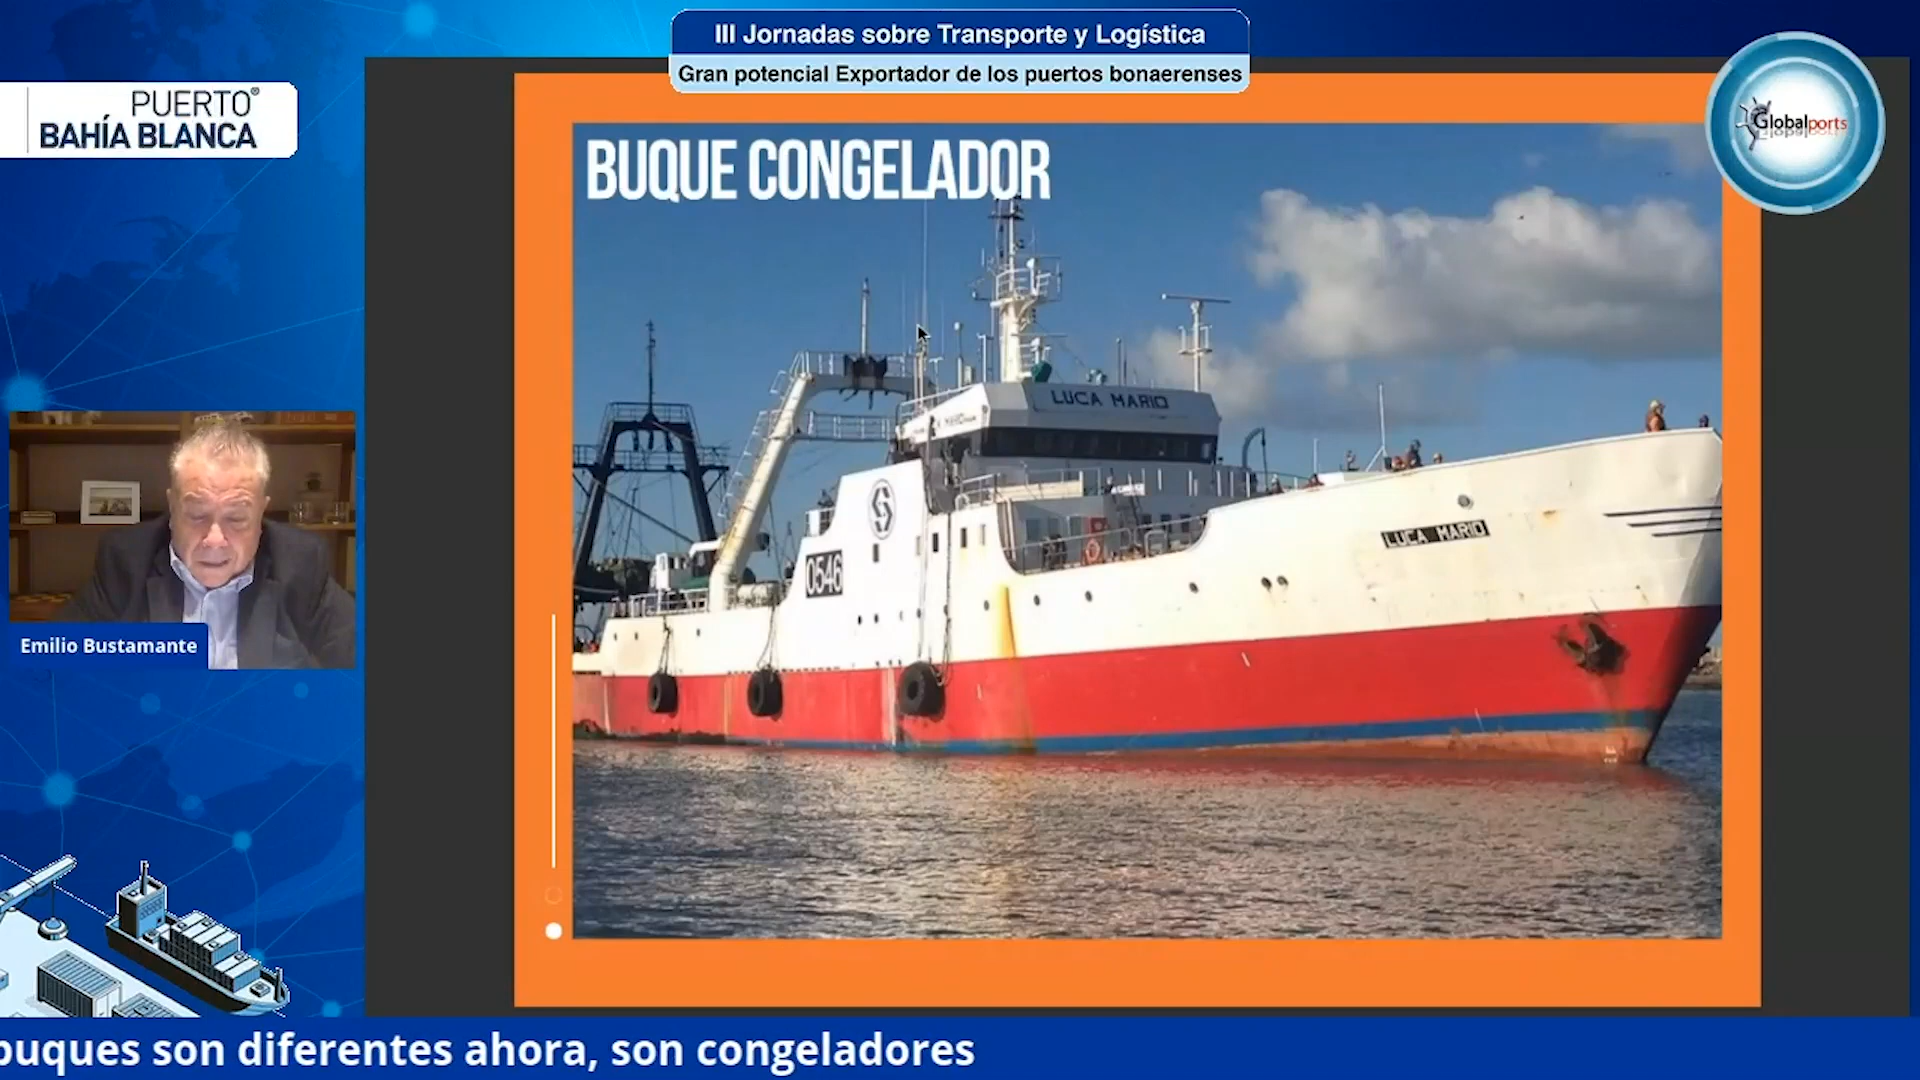 III Jornadas sobre Transporte y Logística
Gran potencial Exportador de los puertos bonaerenses
PUERTO®
BAHÍA BLANCA
Globalports
BUQUE CONGELADOR
LUCA MARIO
LUCA MARIO
0546
Emilio Bustamante
buques son diferentes ahora, son congeladores